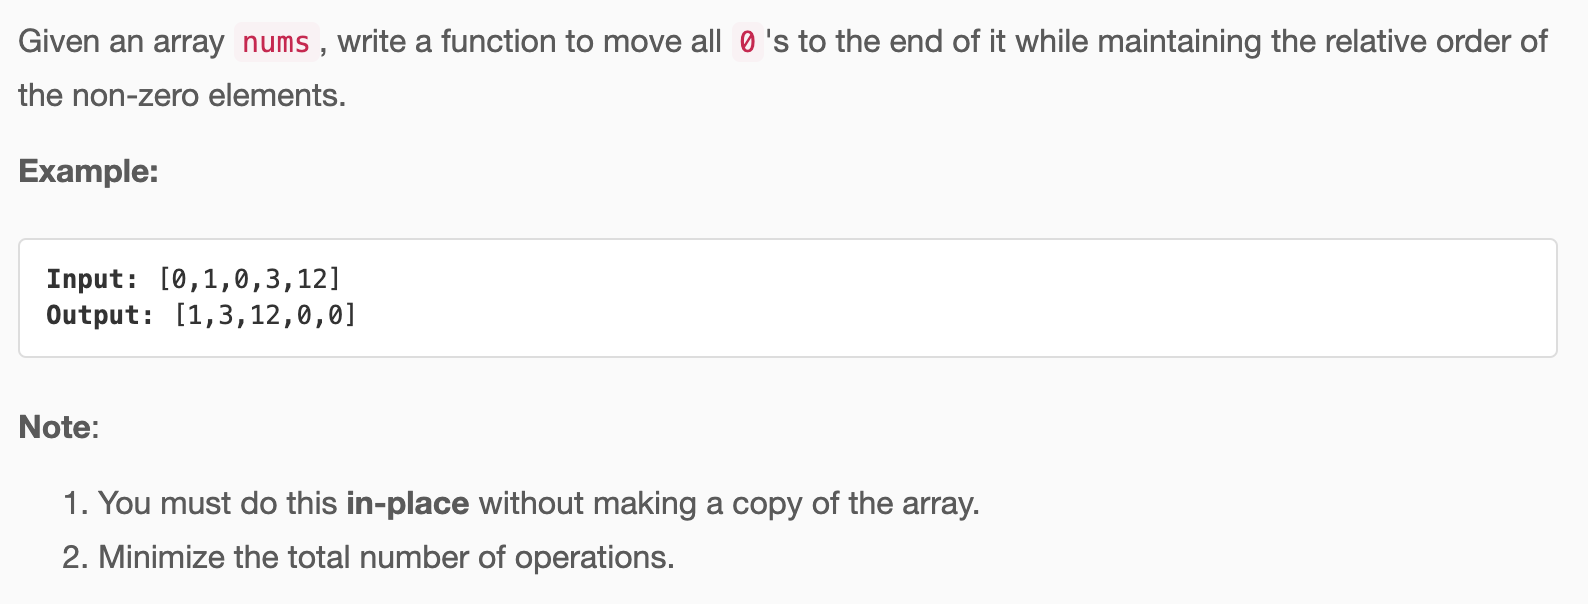 Given an array nums , write a function to move all 0 's to the end of it while maintaining the relative order of
the non-zero elements.
Example:
Input: [0,1,0,3,12]
Output: [1,3,12,0,0]
Note:
1. You must do this in-place without making a copy of the array.
2. Minimize the total number of operations.